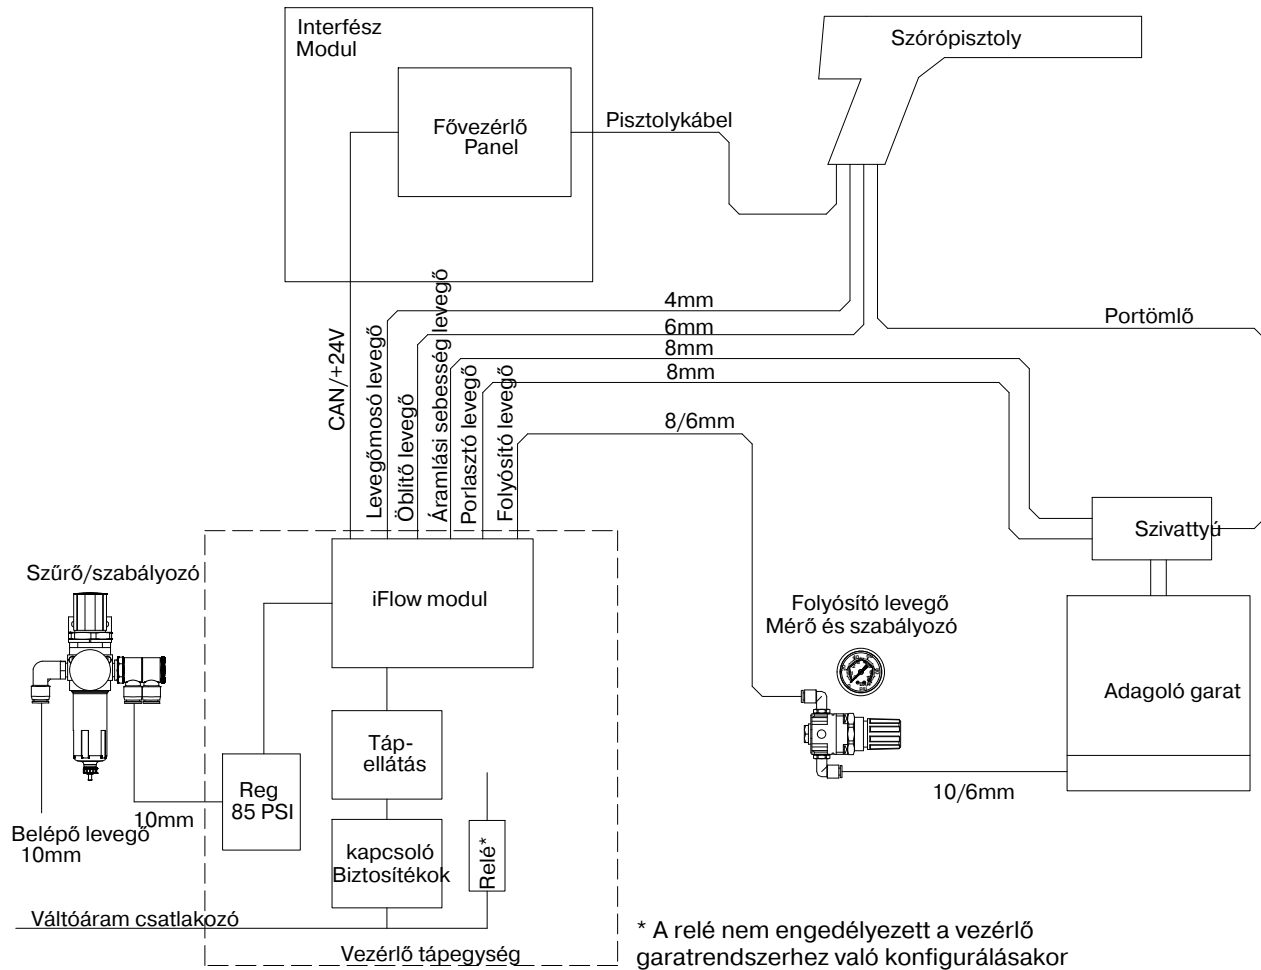 Interfész
Modul
Szórópisztoly
Fővezérlő
Panel
Pisztolykábel
CAN/+24V
Levegőmosó levegő
Öblítő levegő
Áramlási sebesség levegő
Porlasztó levegő
Folyósító levegő
4mm
6mm
8mm
8mm
8/6mm
Portömlő
Szivattyú
Szűrő/szabályozó
iFlow modul
Folyósító levegő
Mérő és szabályozó
Adagoló garat
Táp-
ellátás
Reg
85 PSI
10/6mm
10mm
Belépő levegő
10mm
kapcsoló
Biztosítékok
Relé*
Váltóáram csatlakozó
Vezérlő tápegység
* A relé nem engedélyezett a vezérlő
garatrendszerhez való konfigurálásakor